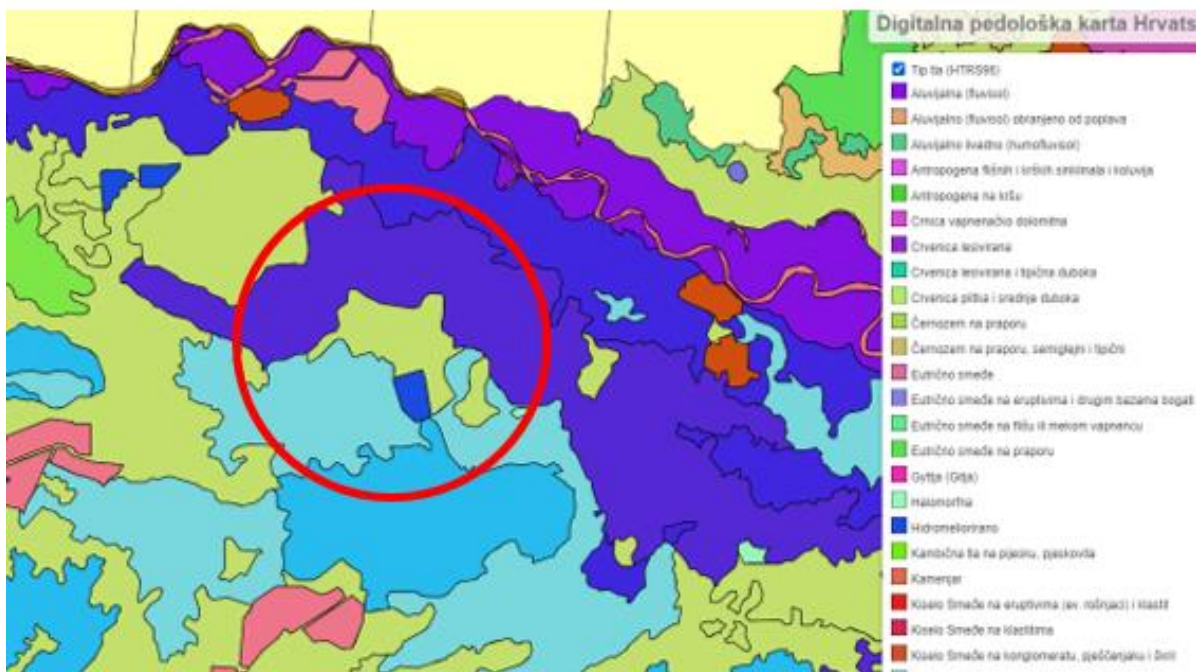 Digitalna pedološka karta Hrvats
Tip tla (HTRS96)
Aluvijalna (fluvisol)
Aluvijalno (fluvisol) obranjeno od poplava
Aluvijalno livadno (humofluvisol)
Antropogena flišnih i krških sinklinala i koluvija
Antropogena na kršu
Crnica vapnenačko dolomitna
Crvenica lesivirana
Crvenica lesivirana i tipična duboka
Crvenica plitka i srednje duboka
Černozem na praporu
Černozem na praporu, semiglejni i tipični
Eutrično smeđe
Eutrično smeđe na eruptivima i drugim bazama bogati
Eutrično smeđe na flišu ili mekom vapnencu
Eutrično smeđe na praporu
Gyttja (Gitja)
Halomorfna
Hidromeliorirano
Kambična tla na pijesku, pjeskovita
Kamenjar
Kiselo Smeđe na eruptivima (ev. rožnjaci) i klastit
Kiselo Smeđe na klastitima
Kiselo Smeđe na konglomeratu, pješčenjaku i